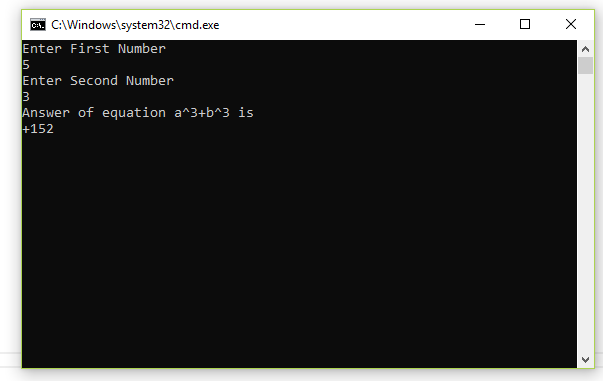 C:\Windows\system32\cmd.exe
Enter First Number
5
Enter Second Number
3
Answer of equation a^3+b^3 is
+152